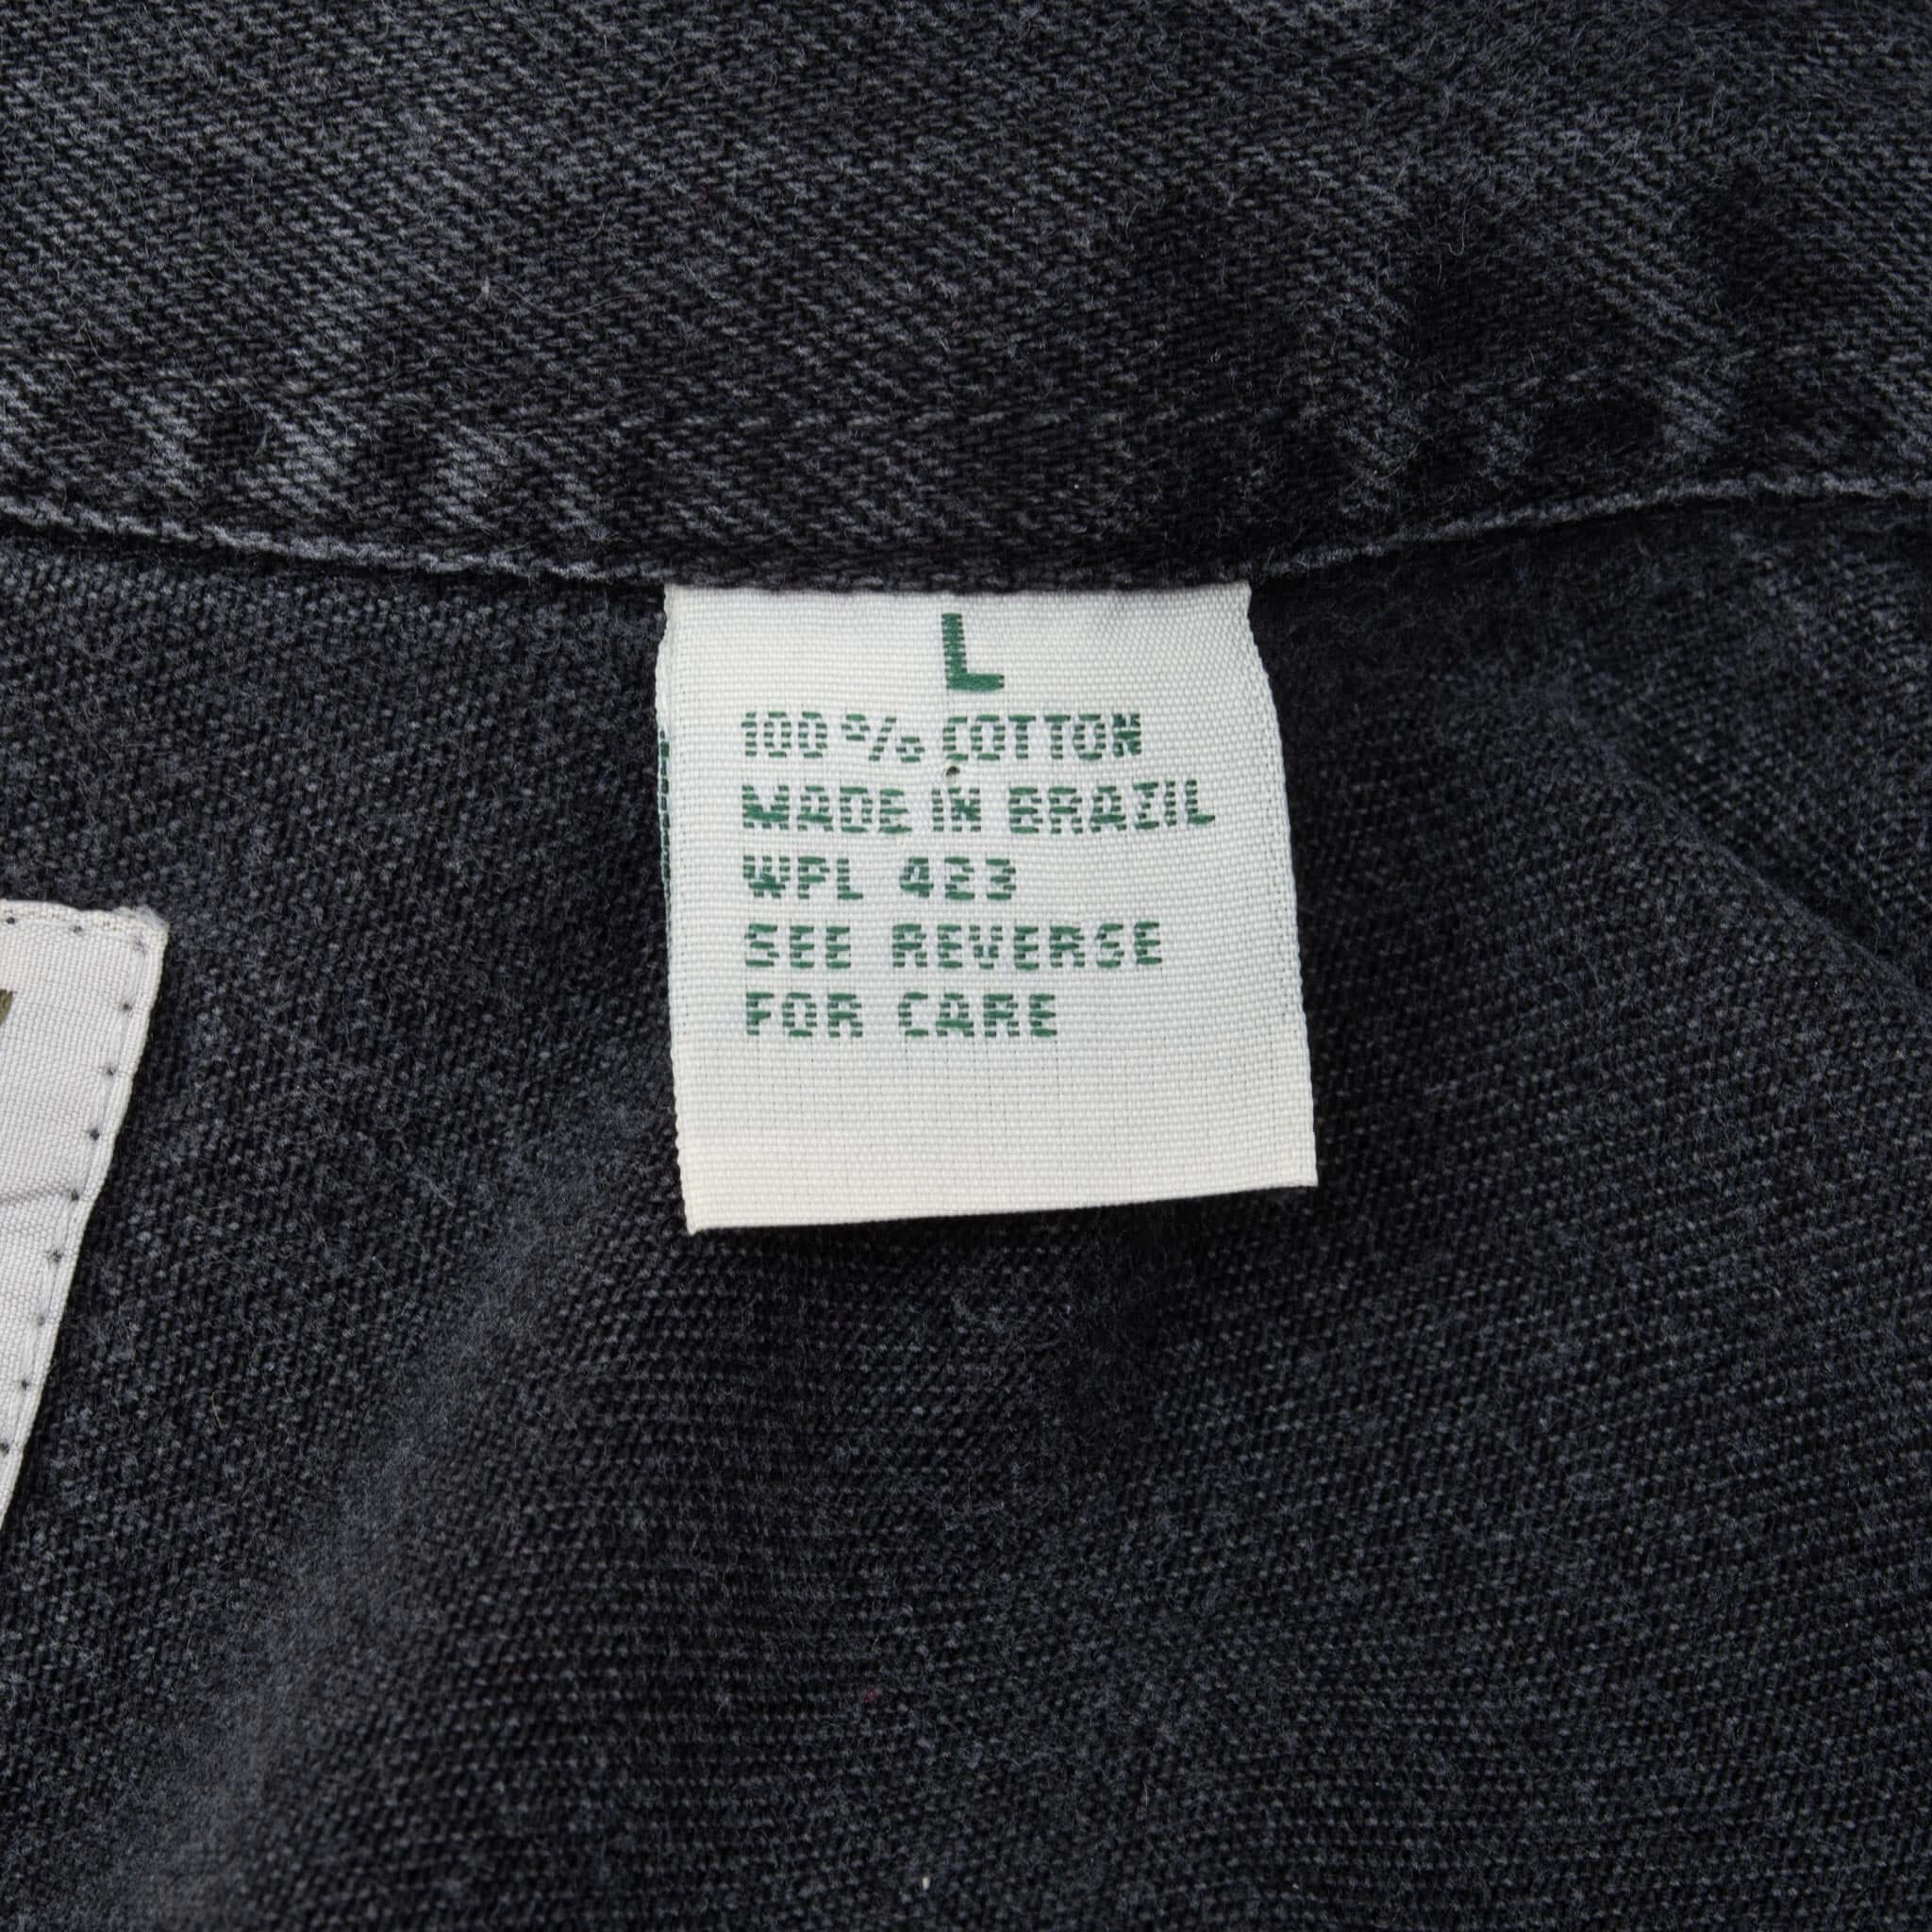 L
100% COTTON
MADE IN BRAZIL
WPL 423
SEE REVERSE
FOR CARE